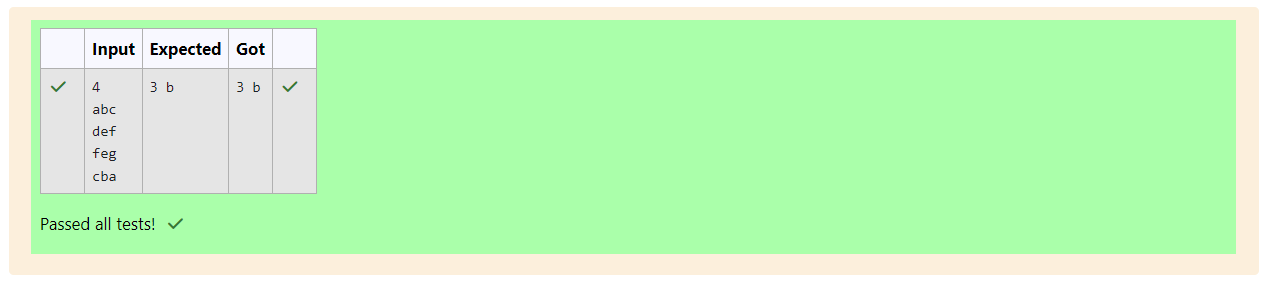 Input Expected Got
4 3 b 3 b
abc
def
feg
cba
Passed all tests!